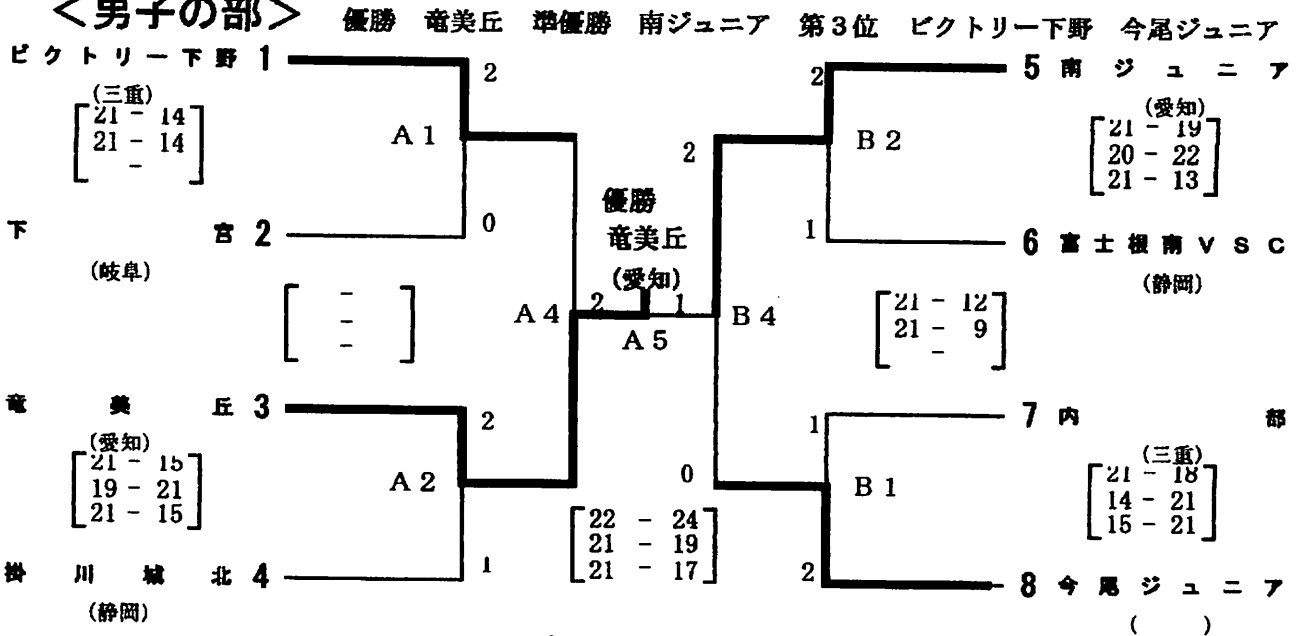 ＜男子の部＞ 優勝 竜美丘 準優勝 南ジュニア 第３位 ビクトリー下野 今尾ジュニア
ビクトリー下野 1
(三重)
21 - 14
21 - 14
-
A1
2
0
下宮 2
(岐阜)
-
-
-
A4
竜美丘 3
(愛知)
21 - 15
19 - 21
21 - 15
A2
2
1
掛川城北 4
(静岡)
優勝
竜美丘
(愛知)
2 1
A5
22 - 24
21 - 19
21 - 17
2
5 南ジュニア
(愛知)
21 - 19
20 - 22
21 - 13
B2
2
1
6 富士根南VSC
(静岡)
B4
21 - 12
21 - 9
-
0
1
7 内部
(三重)
21 - 18
14 - 21
15 - 21
B1
2
8 今尾ジュニア
( )